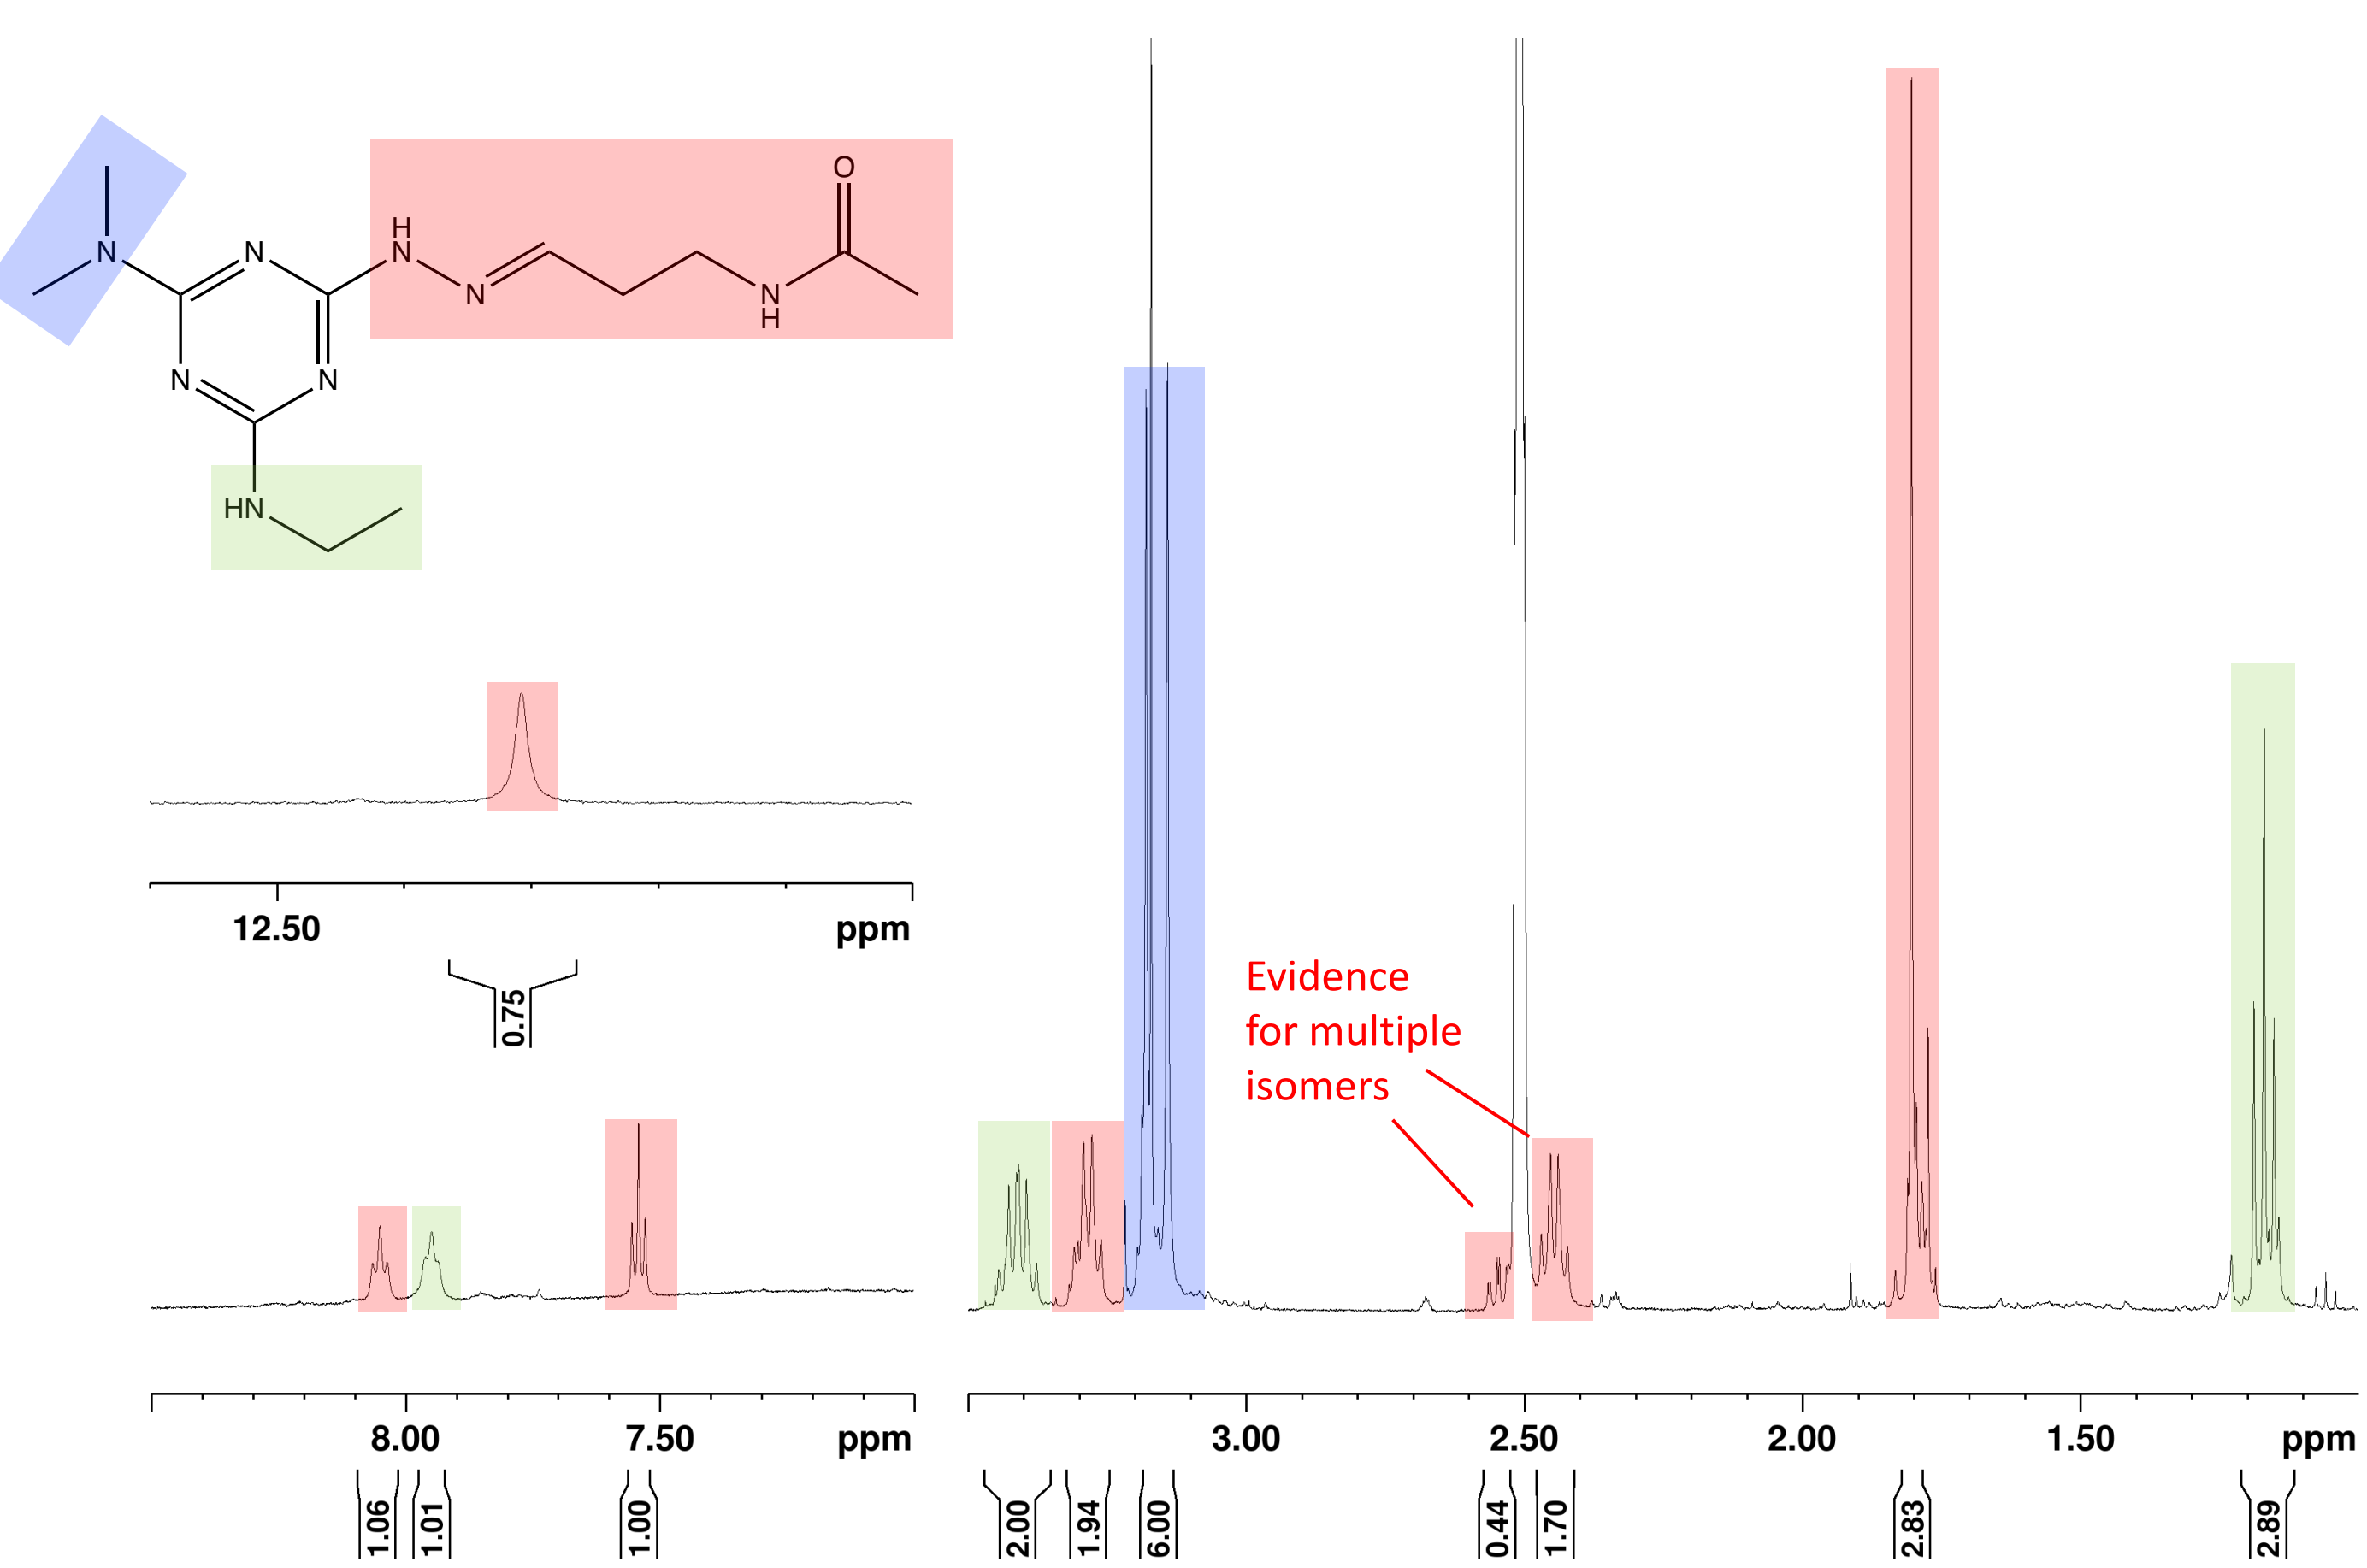 O
H
N
N
N
N
N
H
N
N
HN
12.50
ppm
0.75
Evidence
for multiple
isomers
8.00
7.50
ppm
3.00
2.50
2.00
1.50
ppm
1.06
1.01
1.00
2.00
1.94
6.00
0.44
1.70
2.83
2.89